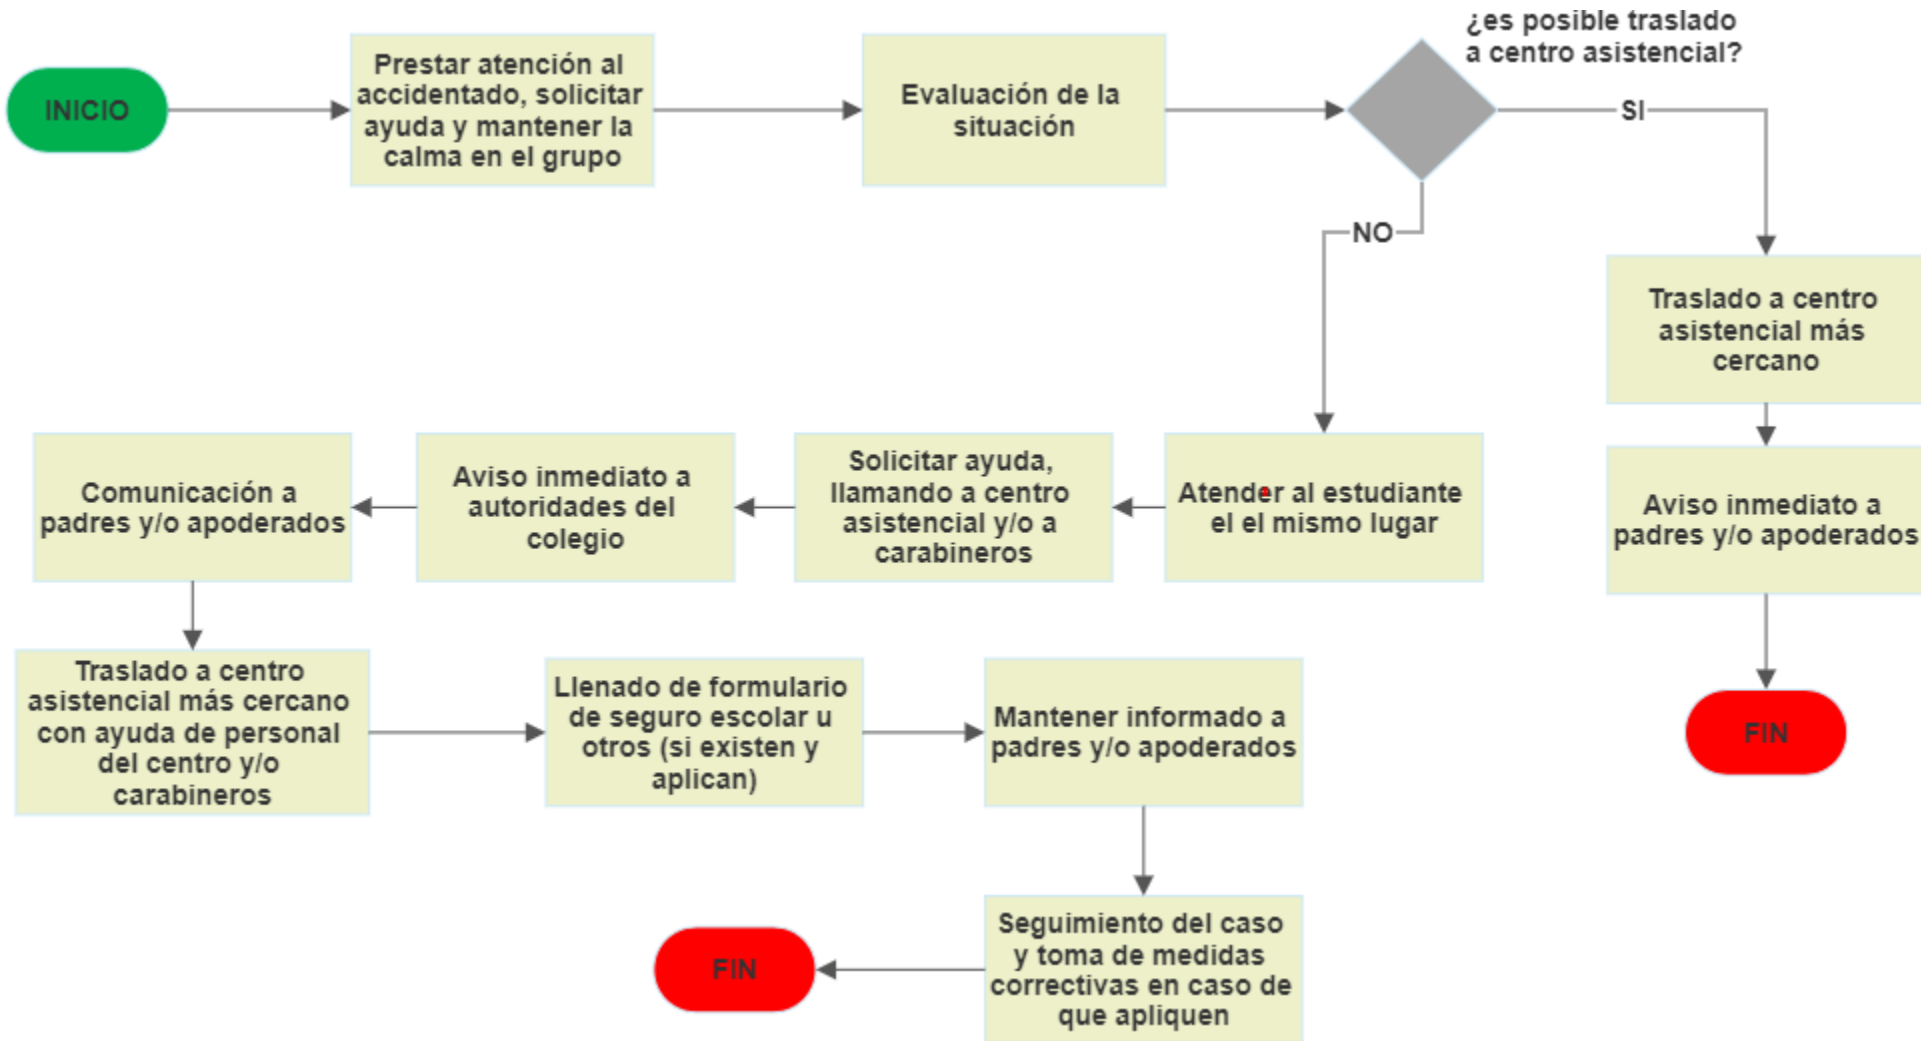 ¿es posible traslado
a centro asistencial?
INICIO
Prestar atención al
accidentado, solicitar
ayuda y mantener la
calma en el grupo
Evaluación de la
situación
SI
NO
Traslado a centro
asistencial más
cercano
Aviso inmediato a
padres y/o apoderados
FIN
Atender al estudiante
el el mismo lugar
Solicitar ayuda,
llamando a centro
asistencial y/o a
carabineros
Aviso inmediato a
autoridades del
colegio
Comunicación a
padres y/o apoderados
Traslado a centro
asistencial más cercano
con ayuda de personal
del centro y/o
carabineros
Llenado de formulario
de seguro escolar u
otros (si existen y
aplican)
Mantener informado a
padres y/o apoderados
Seguimiento del caso
y toma de medidas
correctivas en caso de
que apliquen
FIN